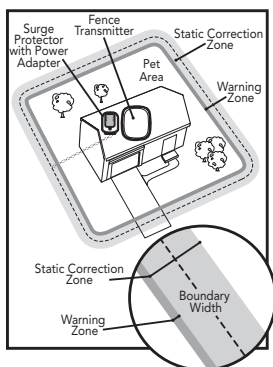 Surge
Protector
with Power
Adapter
Fence
Transmitter
Static Correction
Zone
Pet
Area
Warning
Zone
Static Correction
Zone
Boundary
Width
Warning
Zone